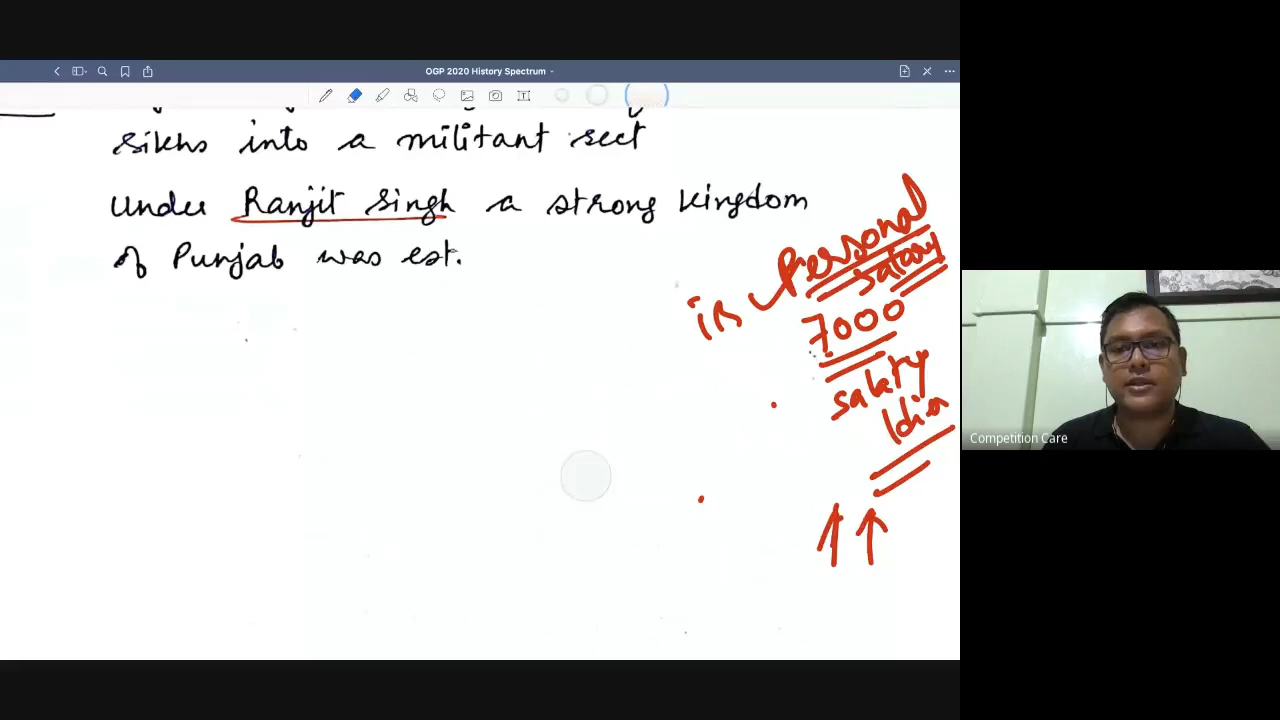 OGP 2020 History Spectrum
sikhs into a militant sect
Under Ranjit Singh a strong kingdom
of Punjab was est.
Personal
salary
in
7000
salary
Competition Care